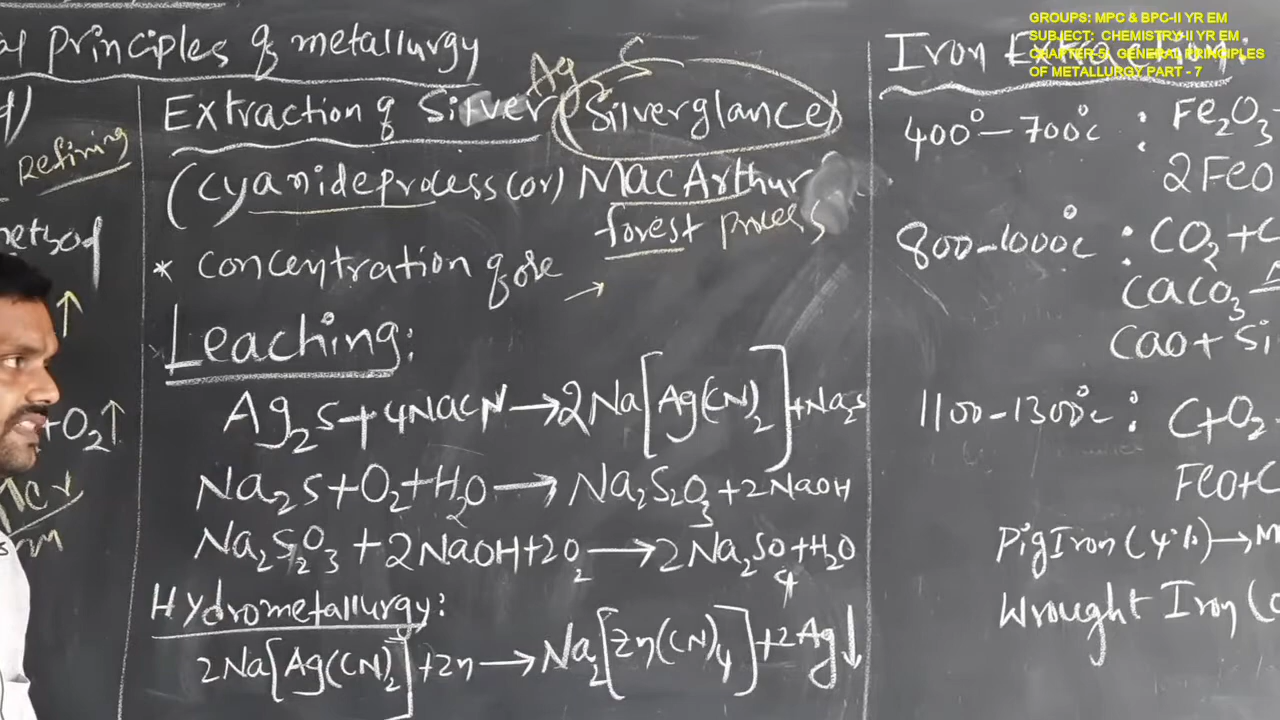 GROUPS: MPC & BPC-II YR EM
SUBJECT: CHEMISTRY-II YR EM
CHAPTER-5, GENERAL PRINCIPLES
OF METALLURGY PART - 7
principles of metallurgy
Refining
Extraction of Silver (Silverglance)
Ag
(Cyanide process (or) MacArthur
forest process
* Concentration of ore →
Leaching:
Ag₂S + 4NaCN → 2Na[Ag(CN)₂] + Na₂S
Na₂S + O₂ + H₂O → Na₂S₂O₃ + 2NaOH
Na₂S₂O₃ + 2NaOH + 2O₂ → 2Na₂SO₄ + H₂O
Hydrometallurgy:
2Na[Ag(CN)₂] + Zn → Na₂[Zn(CN)₄] + 2Ag↓
+O₂↑
Iron
400° – 700°C : Fe₂O₃
2FeO
800 – 1000°C : CO₂ + C
CaCO₃
CaO + Si
1100 – 1300°C : C + O₂
FeO + C
Pig Iron (4%) → M
Wrought Iron (